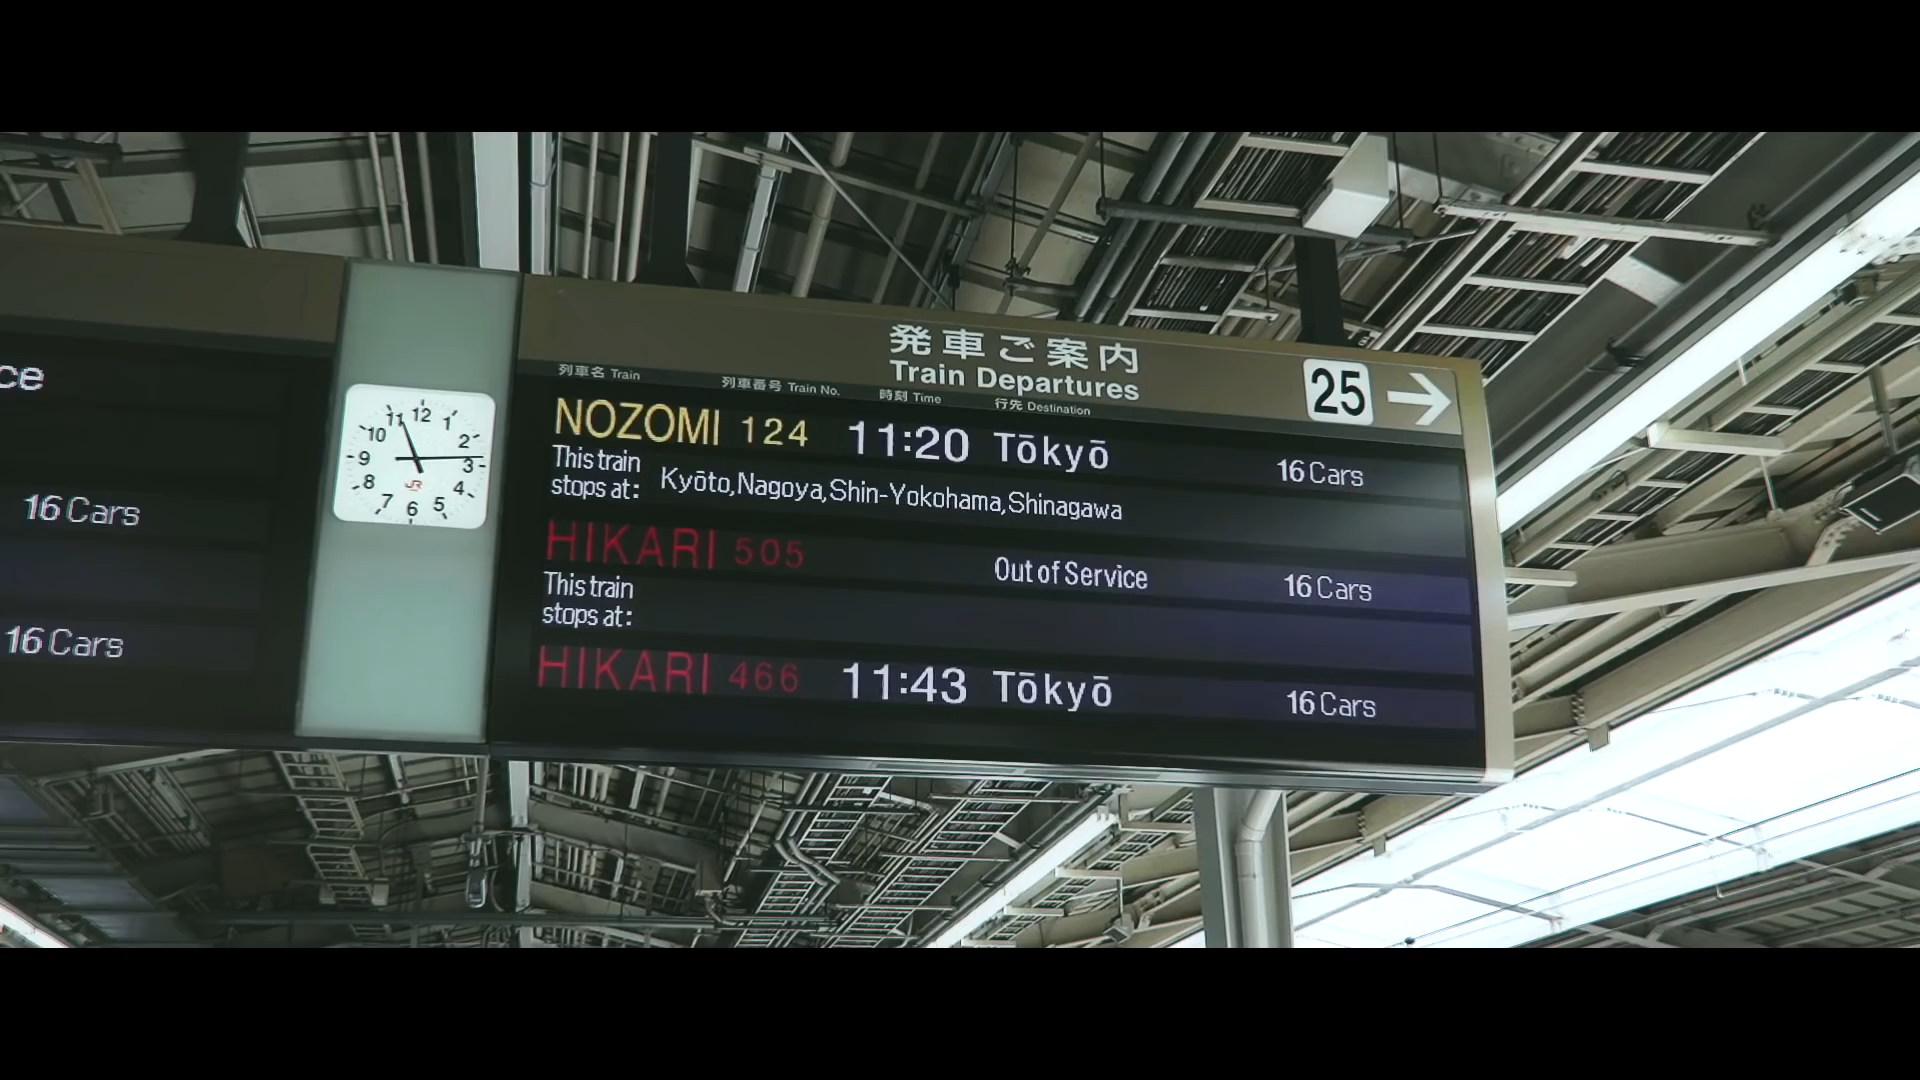 ce
16 Cars
16 Cars
12
1
2
3
4
5
6
7
8
9
10
11
JR
発車ご案内
Train Departures
25 →
列車名 Train 列車番号 Train No. 時刻 Time 行先 Destination
NOZOMI 124 11:20 Tōkyō 16 Cars
This train
stops at: Kyōto,Nagoya,Shin-Yokohama,Shinagawa
HIKARI 505 Out of Service 16 Cars
This train
stops at:
HIKARI 466 11:43 Tōkyō 16 Cars